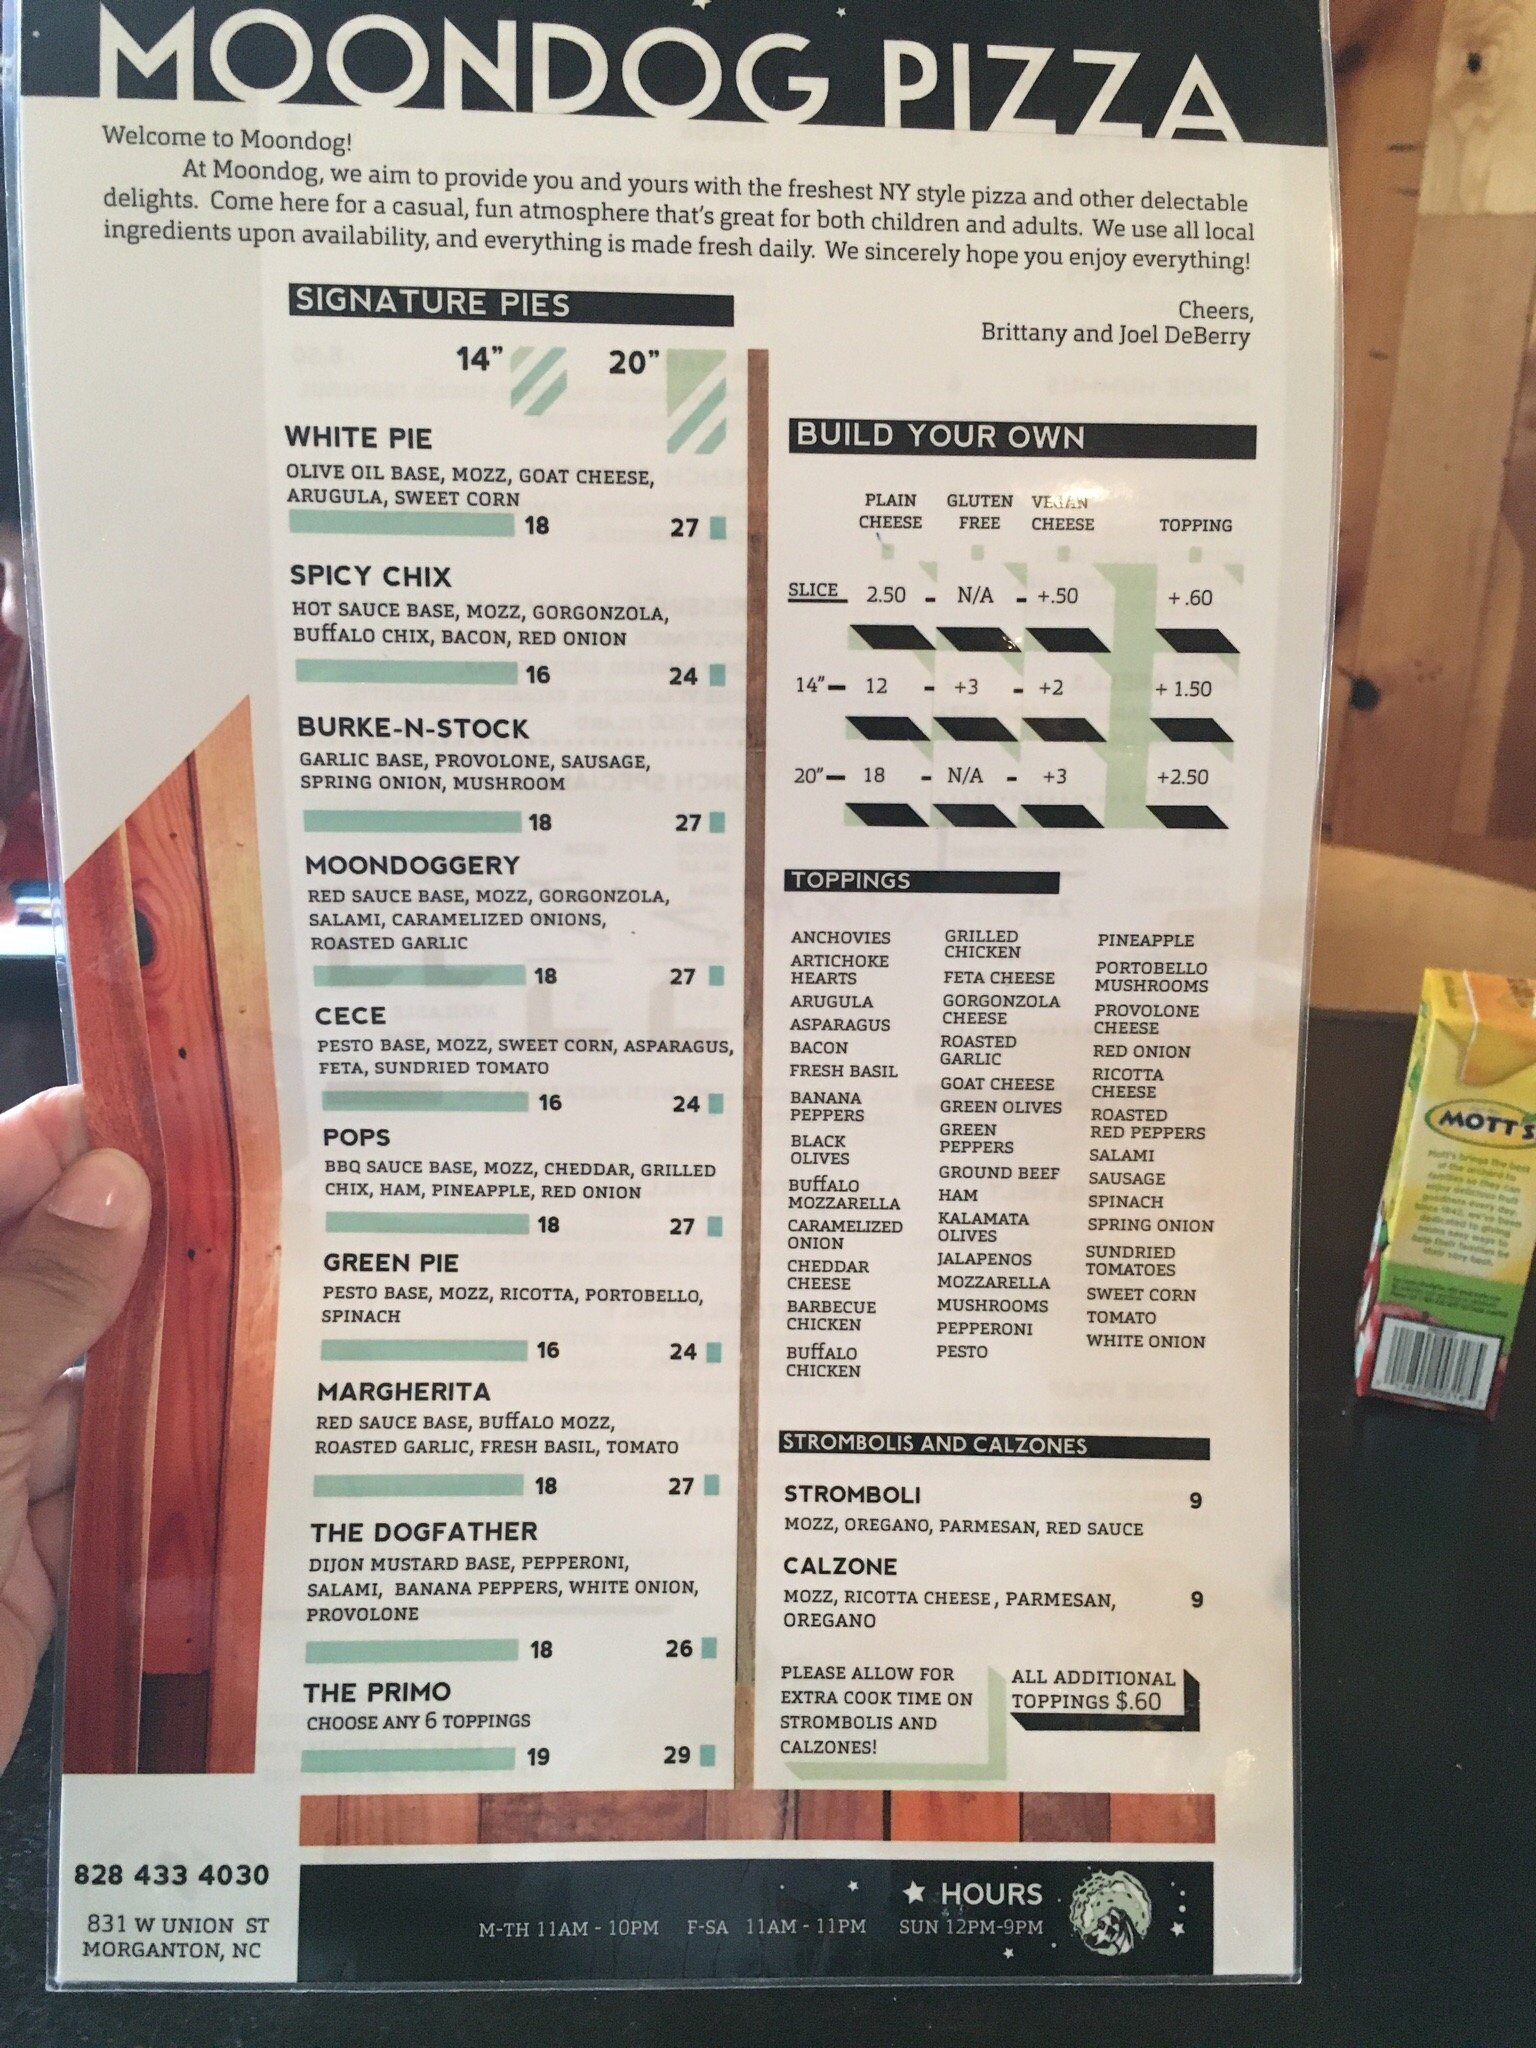 MOONDOG PIZZA
Welcome to Moondog!
At Moondog, we aim to provide you and yours with the freshest NY style pizza and other delectable
delights. Come here for a casual, fun atmosphere that's great for both children and adults. We use all local
ingredients upon availability, and everything is made fresh daily. We sincerely hope you enjoy everything!
Cheers,
Brittany and Joel DeBerry
SIGNATURE PIES
14" 20"
WHITE PIE
OLIVE OIL BASE, MOZZ, GOAT CHEESE,
ARUGULA, SWEET CORN
18 27
SPICY CHIX
HOT SAUCE BASE, MOZZ, GORGONZOLA,
BUffALO CHIX, BACON, RED ONION
16 24
BURKE-N-STOCK
GARLIC BASE, PROVOLONE, SAUSAGE,
SPRING ONION, MUSHROOM
18 27
MOONDOGGERY
RED SAUCE BASE, MOZZ, GORGONZOLA,
SALAMI, CARAMELIZED ONIONS,
ROASTED GARLIC
18 27
CECE
PESTO BASE, MOZZ, SWEET CORN, ASPARAGUS,
FETA, SUNDRIED TOMATO
16 24
POPS
BBQ SAUCE BASE, MOZZ, CHEDDAR, GRILLED
CHIX, HAM, PINEAPPLE, RED ONION
18 27
GREEN PIE
PESTO BASE, MOZZ, RICOTTA, PORTOBELLO,
SPINACH
16 24
MARGHERITA
RED SAUCE BASE, BUffALO MOZZ,
ROASTED GARLIC, FRESH BASIL, TOMATO
18 27
THE DOGFATHER
DIJON MUSTARD BASE, PEPPERONI,
SALAMI, BANANA PEPPERS, WHITE ONION,
PROVOLONE
18 26
THE PRIMO
CHOOSE ANY 6 TOPPINGS
19 29
BUILD YOUR OWN
PLAIN GLUTEN VEGAN
CHEESE FREE CHEESE TOPPING
SLICE 2.50 - N/A - +.50 +.60
14"- 12 - +3 - +2 + 1.50
20"- 18 - N/A - +3 +2.50
TOPPINGS
ANCHOVIES
ARTICHOKE
HEARTS
ARUGULA
ASPARAGUS
BACON
FRESH BASIL
BANANA
PEPPERS
BLACK
OLIVES
BUffALO
MOZZARELLA
CARAMELIZED
ONION
CHEDDAR
CHEESE
BARBECUE
CHICKEN
BUffALO
CHICKEN
GRILLED
CHICKEN
FETA CHEESE
GORGONZOLA
CHEESE
ROASTED
GARLIC
GOAT CHEESE
GREEN OLIVES
GREEN
PEPPERS
GROUND BEEF
HAM
KALAMATA
OLIVES
JALAPENOS
MOZZARELLA
MUSHROOMS
PEPPERONI
PESTO
PINEAPPLE
PORTOBELLO
MUSHROOMS
PROVOLONE
CHEESE
RED ONION
RICOTTA
CHEESE
ROASTED
RED PEPPERS
SALAMI
SAUSAGE
SPINACH
SPRING ONION
SUNDRIED
TOMATOES
SWEET CORN
TOMATO
WHITE ONION
STROMBOLIS AND CALZONES
STROMBOLI 9
MOZZ, OREGANO, PARMESAN, RED SAUCE
CALZONE
MOZZ, RICOTTA CHEESE, PARMESAN, 9
OREGANO
PLEASE ALLOW FOR
EXTRA COOK TIME ON
STROMBOLIS AND
CALZONES!
ALL ADDITIONAL
TOPPINGS $.60
828 433 4030
831 W UNION ST
MORGANTON, NC
HOURS
M-TH 11AM - 10PM F-SA 11AM - 11PM SUN 12PM-9PM
MOTT'S